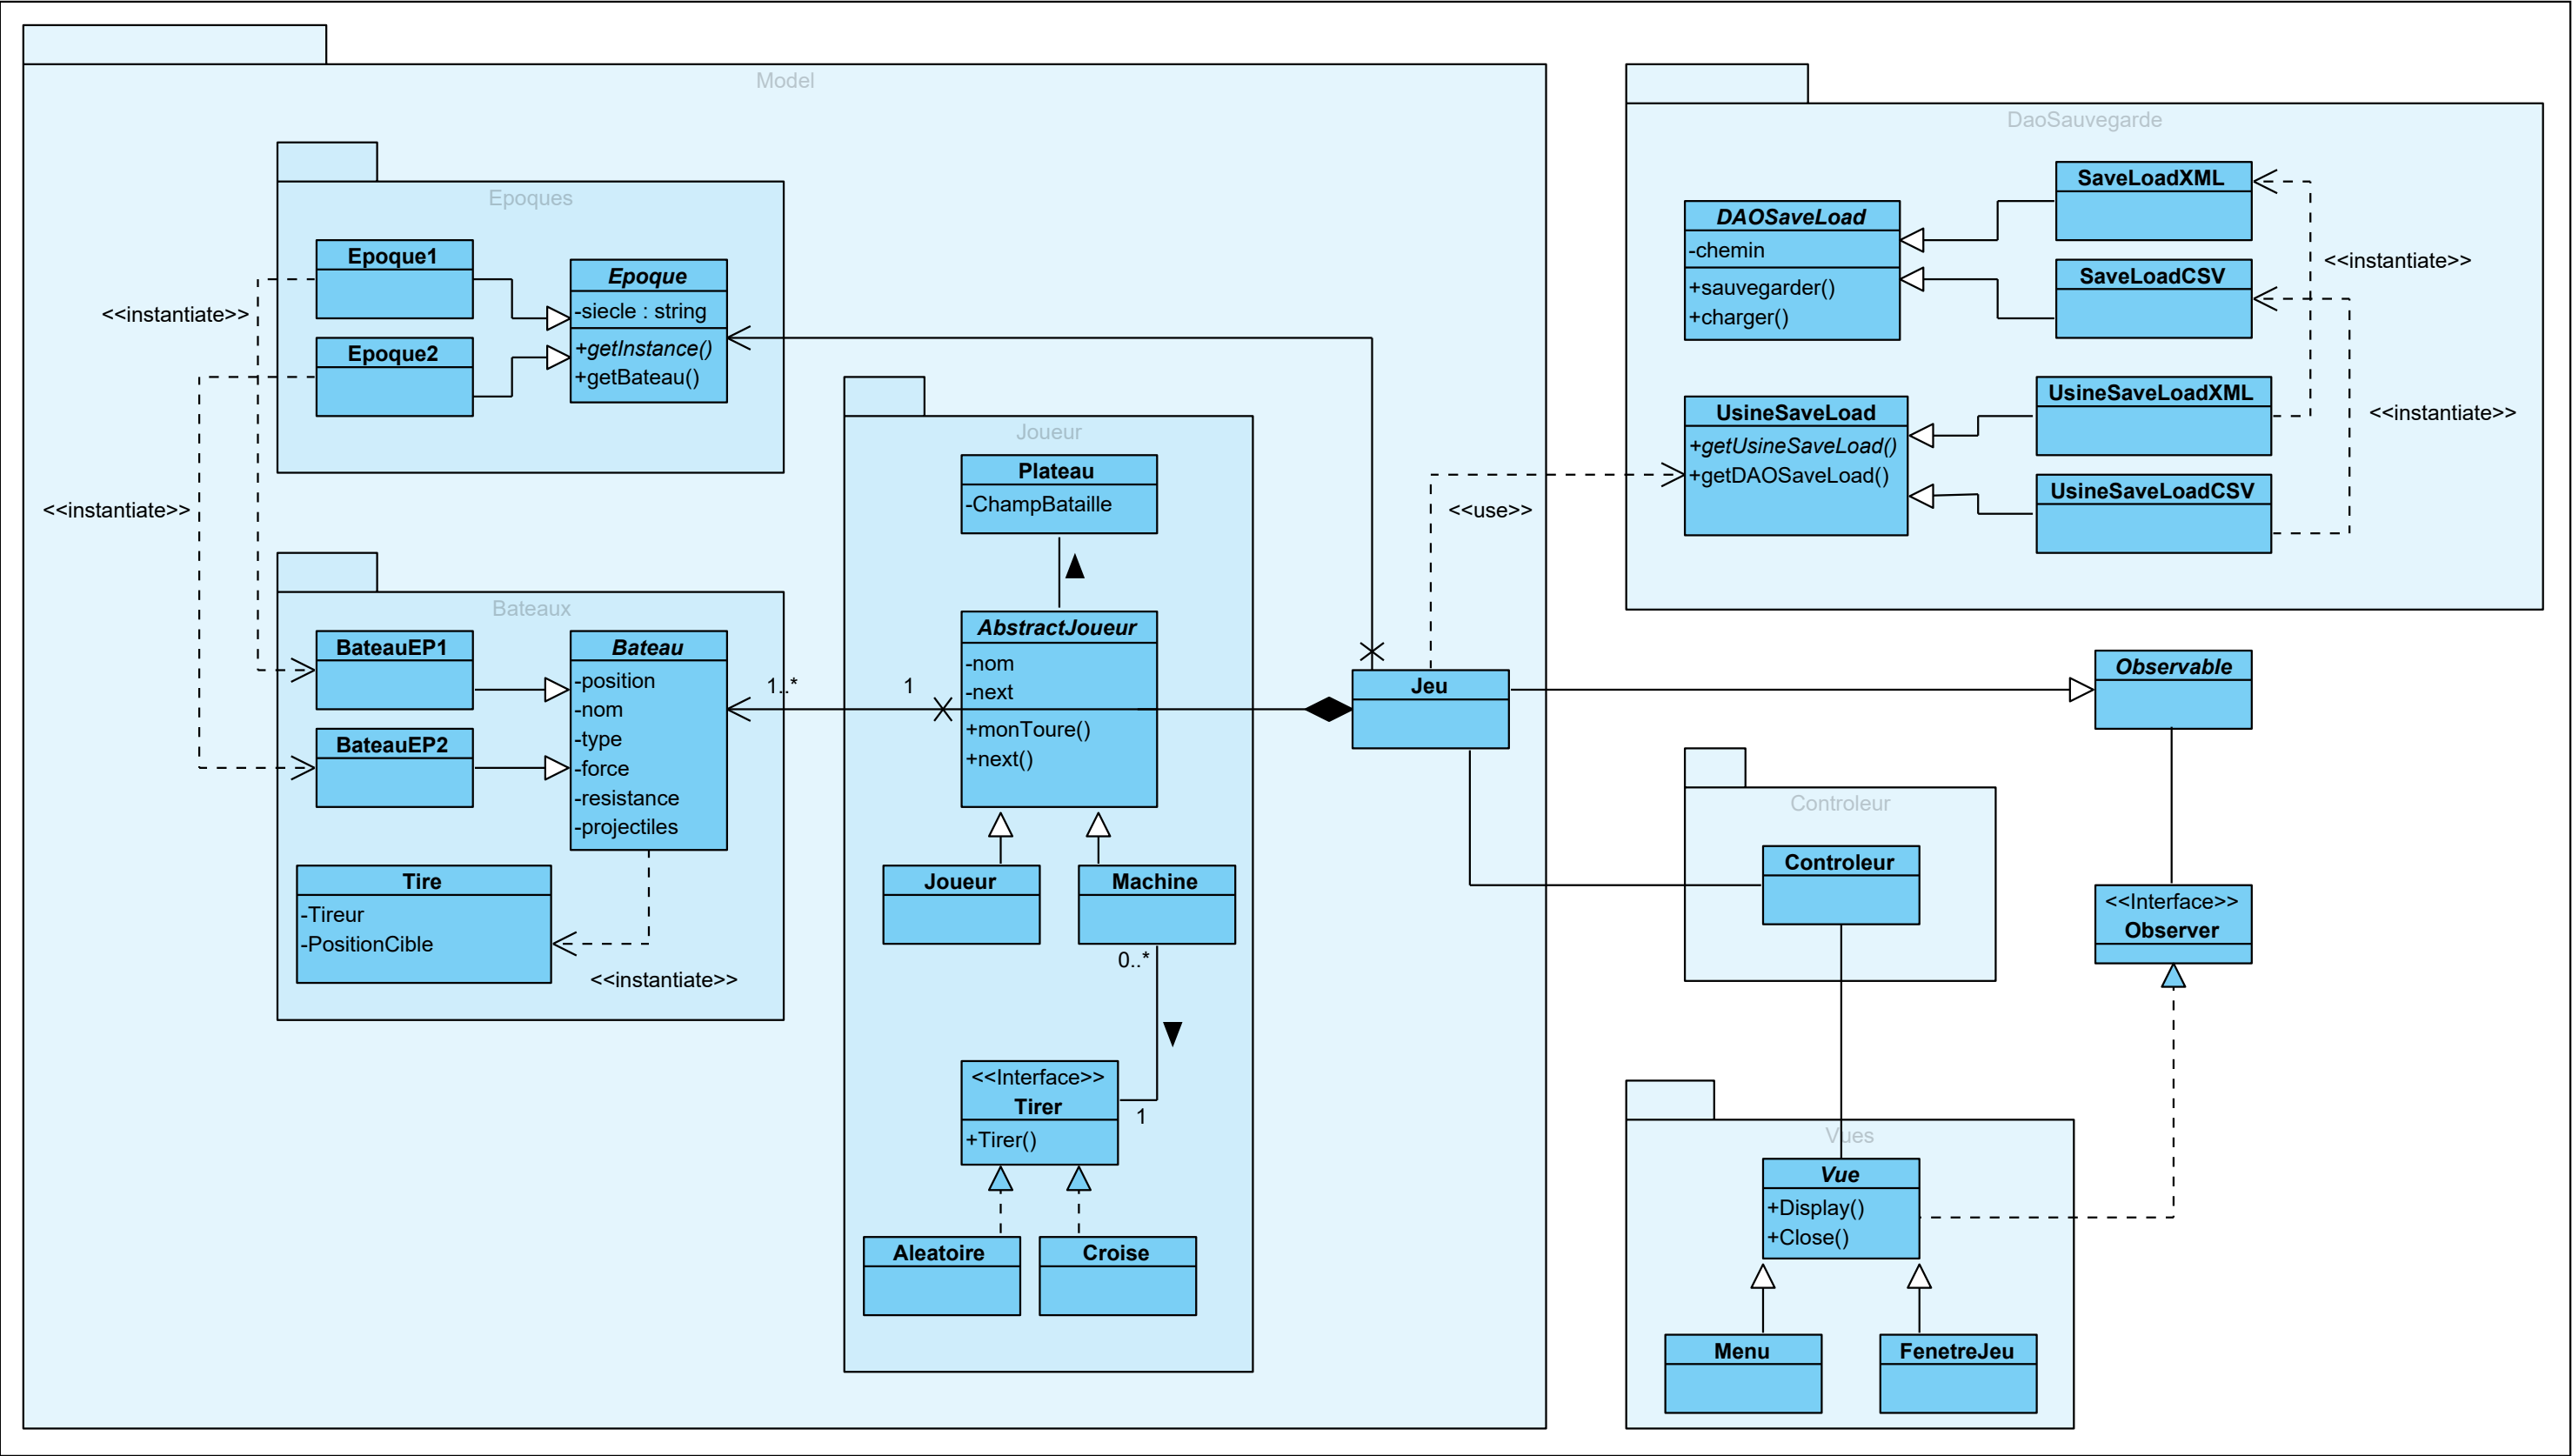 Model
Epoques
Epoque1
Epoque2
Epoque
-siecle : string
+getInstance()
+getBateau()
<<instantiate>>
<<instantiate>>
Bateaux
BateauEP1
BateauEP2
Bateau
-position
-nom
-type
-force
-resistance
-projectiles
Tire
-Tireur
-PositionCible
<<instantiate>>
1..*
1
Joueur
Plateau
-ChampBataille
AbstractJoueur
-nom
-next
+monToure()
+next()
Joueur
Machine
0..*
1
<<Interface>>
Tirer
+Tirer()
Aleatoire
Croise
Jeu
<<use>>
DaoSauvegarde
DAOSaveLoad
-chemin
+sauvegarder()
+charger()
SaveLoadXML
SaveLoadCSV
<<instantiate>>
UsineSaveLoad
+getUsineSaveLoad()
+getDAOSaveLoad()
UsineSaveLoadXML
UsineSaveLoadCSV
<<instantiate>>
Observable
<<Interface>>
Observer
Controleur
Controleur
Vues
Vue
+Display()
+Close()
Menu
FenetreJeu